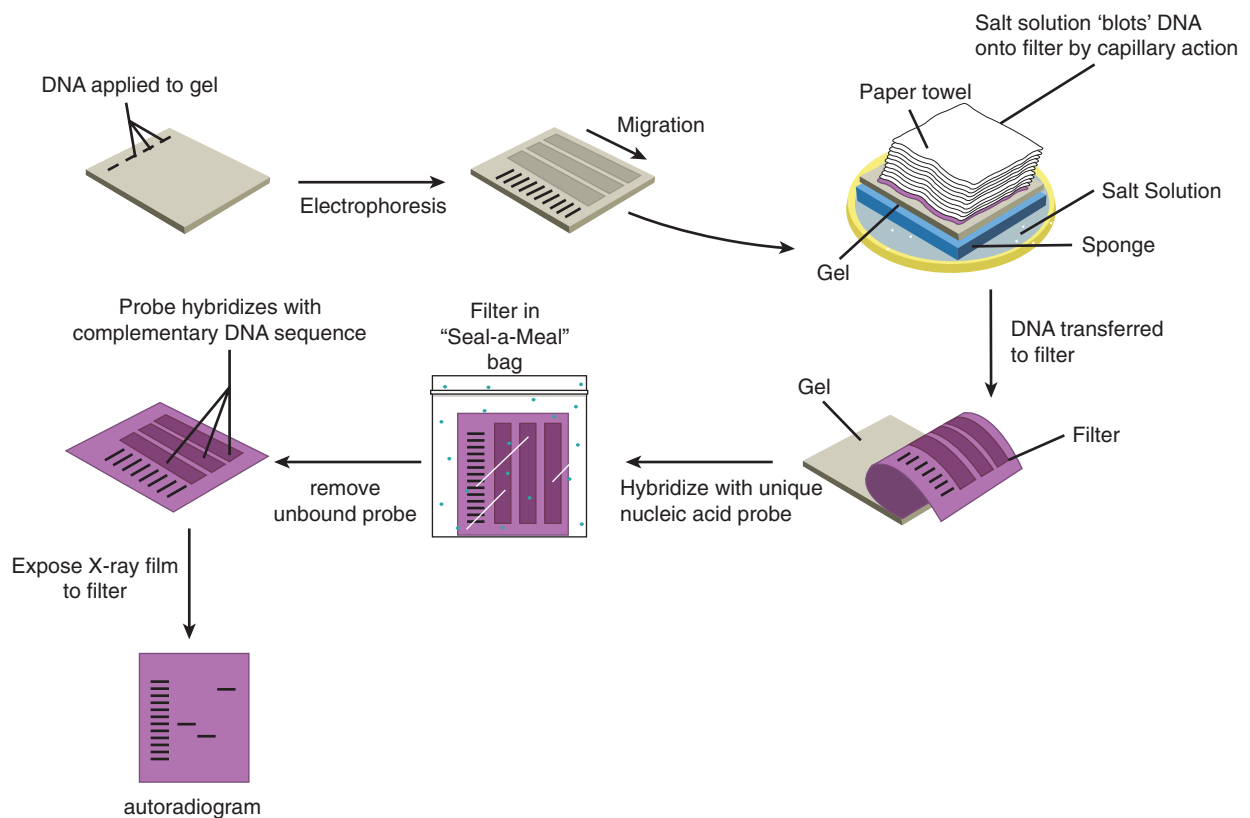 Salt solution ‘blots’ DNA
onto filter by capillary action
DNA applied to gel
Paper towel
Migration
Electrophoresis
Salt Solution
Sponge
Gel
DNA transferred
to filter
Gel
Filter
Hybridize with unique
nucleic acid probe
Filter in
“Seal-a-Meal”
bag
remove
unbound probe
Probe hybridizes with
complementary DNA sequence
Expose X-ray film
to filter
autoradiogram